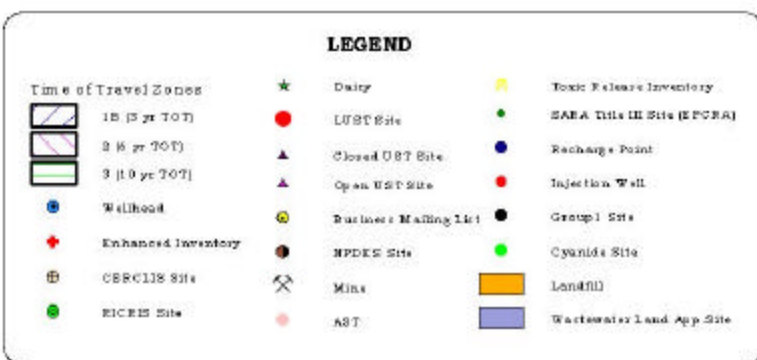 LEGEND
Time of Travel Zones
1B (3 yr TOT)
2 (6 yr TOT)
3 (10 yr TOT)
Wellhead
Enhanced Inventory
CERCLIS Site
RICRIS Site
Dairy
LUST Site
Closed UST Site
Open UST Site
Business Mailing List
NPDES Site
Mine
AST
Toxic Release Inventory
SARA Title III Site (EPCRA)
Recharge Point
Injection Well
Group1 Site
Cyanide Site
Landfill
Wastewater Land App. Site